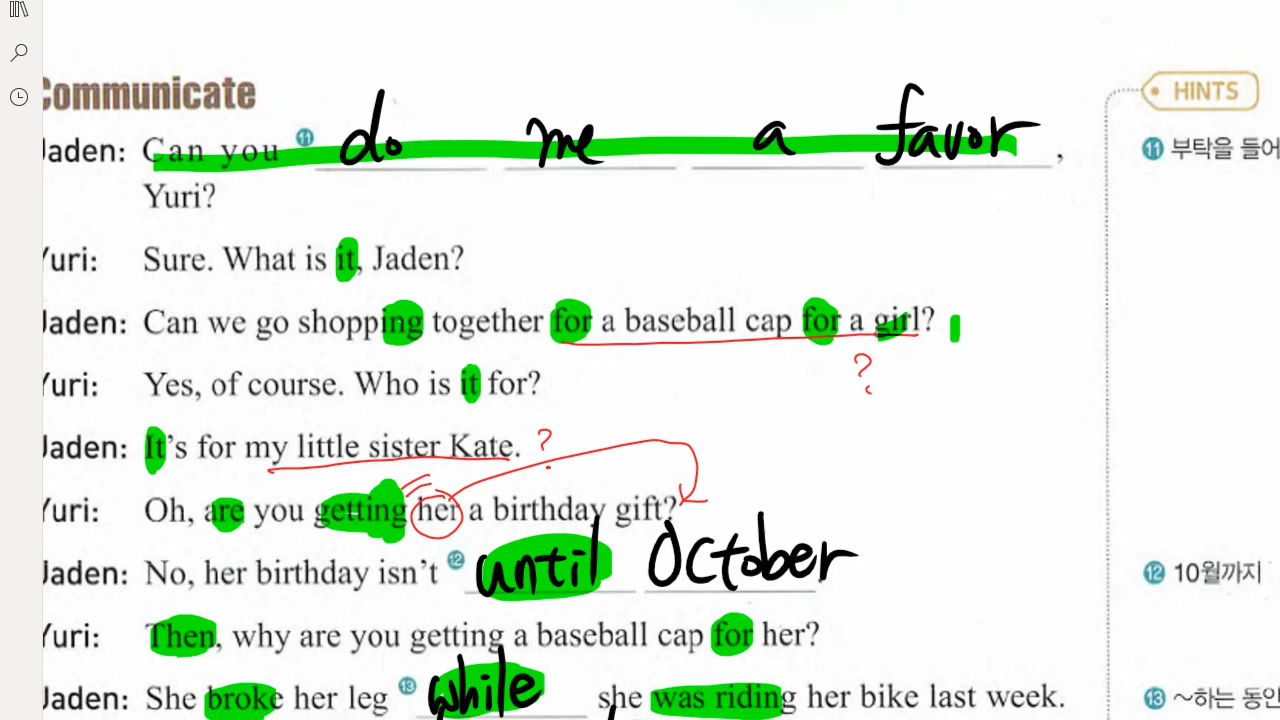 Communicate
HINTS
Jaden: Can you ⑪ do me a favor,
⑪ 부탁을 들어
Yuri?
Yuri: Sure. What is it, Jaden?
Jaden: Can we go shopping together for a baseball cap for a girl?
?
Yuri: Yes, of course. Who is it for?
Jaden: It's for my little sister Kate. ?
Yuri: Oh, are you getting her a birthday gift?
Jaden: No, her birthday isn't ⑫ until October
⑫ 10월까지
Yuri: Then, why are you getting a baseball cap for her?
Jaden: She broke her leg ⑬ while she was riding her bike last week.
⑬ ~하는 동안